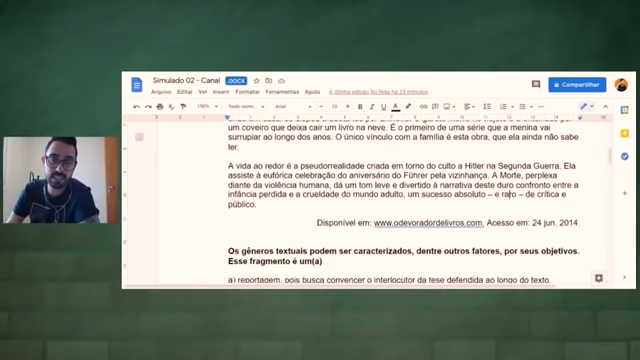 Simulado 02 - Canal .DOCX
Arquivo Editar Ver Inserir Formatar Ferramentas Ajuda A última edição foi feita há 23 minutos
Compartilhar
Arial
um coveiro que deixa cair um livro na neve. É o primeiro de uma série que a menina vai
surrupiar ao longo dos anos. O único vínculo com a família é esta obra, que ela ainda não sabe
ler.
A vida ao redor é a pseudorrealidade criada em torno do culto a Hitler na Segunda Guerra. Ela
assiste à eufórica celebração do aniversário do Führer pela vizinhança. A Morte, perplexa
diante da violência humana, dá um tom leve e divertido à narrativa deste duro confronto entre a
infância perdida e a crueldade do mundo adulto, um sucesso absoluto – e raro – de crítica e
público.
Disponível em: www.odevoradordelivros.com. Acesso em: 24 jun. 2014.
Os gêneros textuais podem ser caracterizados, dentre outros fatores, por seus objetivos.
Esse fragmento é um(a)
a) reportagem, pois busca convencer o interlocutor da tese defendida ao longo do texto.